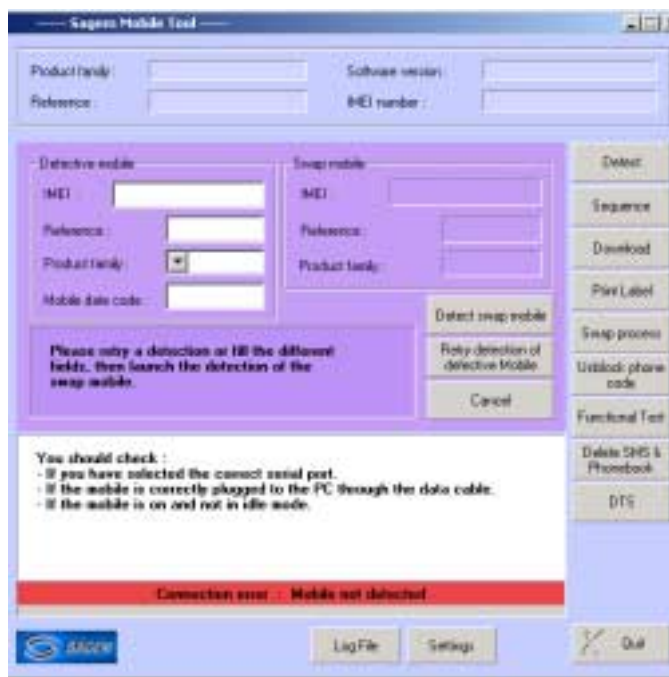 Sagem Mobile Tool
Product family :
Software version :
Reference :
IMEI number :
Defective mobile
IMEI :
Reference :
Product family :
Mobile date code :
Swap mobile
IMEI :
Reference :
Product family :
Detect swap mobile
Retry detection of
defective Mobile
Cancel
Please retry a detection or fill the different
fields, then launch the detection of the
swap mobile.
Detect
Sequence
Download
Print Label
Swap process
Unblock phone
code
Functional Test
Delete SMS &
Phonebook
DTS
You should check :
- If you have selected the correct serial port.
- If the mobile is correctly plugged to the PC through the data cable.
- If the mobile is on and not in idle mode.
Connection error : Mobile not detected
SAGEM
Log File
Settings
Quit